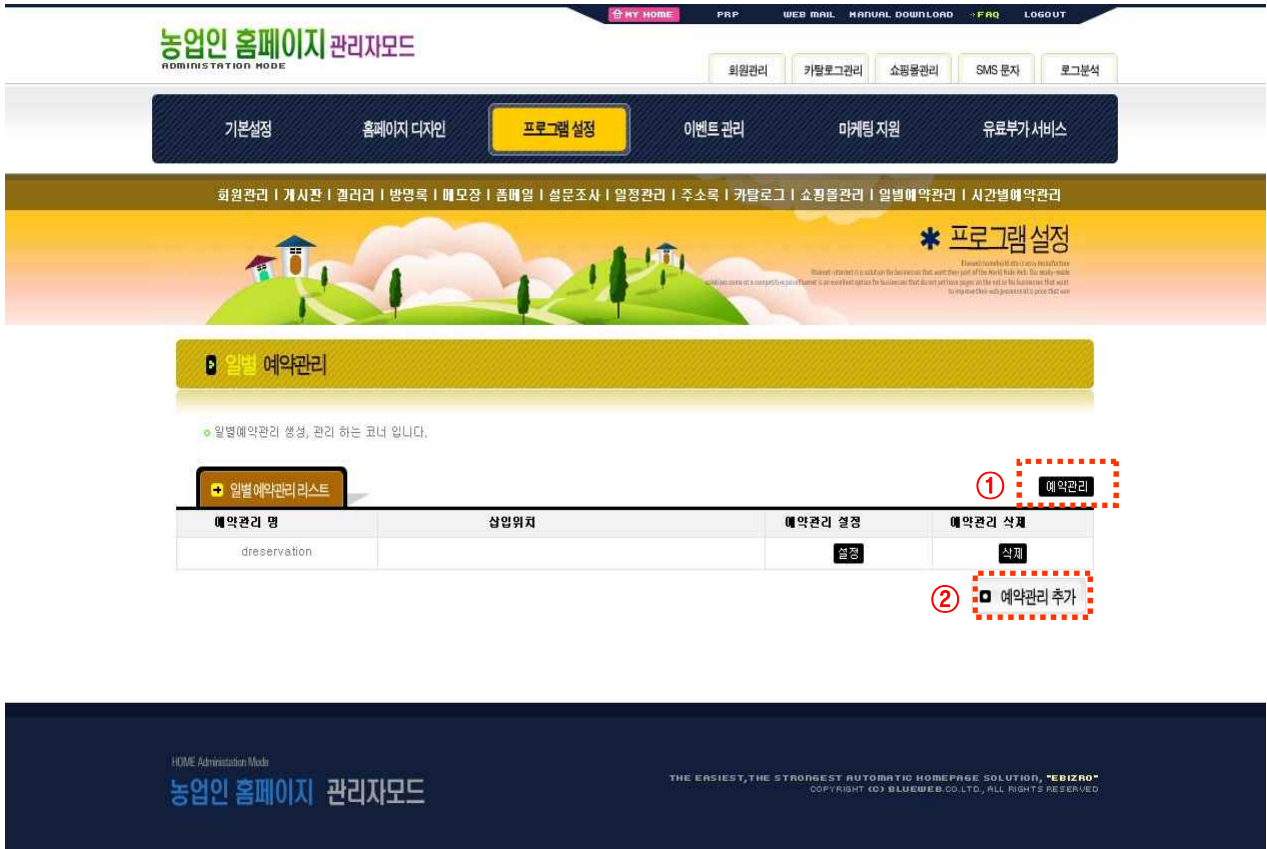 MY HOME PRP WEB MAIL MANUAL DOWNLOAD FAQ LOGOUT
농업인 홈페이지 관리자모드
ADMINISTRATION MODE
회원관리 카탈로그관리 쇼핑몰관리 SMS 문자 로그분석
기본설정 홈페이지 디자인 프로그램 설정 이벤트 관리 마케팅 지원 유료부가 서비스
회원관리 | 게시판 | 갤러리 | 방명록 | 메모장 | 폼메일 | 설문조사 | 일정관리 | 주소록 | 카탈로그 | 쇼핑몰관리 | 일별예약관리 | 시간별예약관리
* 프로그램 설정
일별 예약관리
일별예약관리 생성, 관리 하는 코너 입니다.
일별 예약관리 리스트
① 예약관리
예약관리 명 삽입위치 예약관리 설정 예약관리 삭제
dreservation 설정 삭제
② 예약관리 추가
HOME Administation Mode
농업인 홈페이지 관리자모드
THE EASIEST,THE STRONGEST AUTOMATIC HOMEPAGE SOLUTION, "EBIZRO"
COPYRIGHT (C) BLUEWEB.CO.LTD., ALL RIGHTS RESERVED